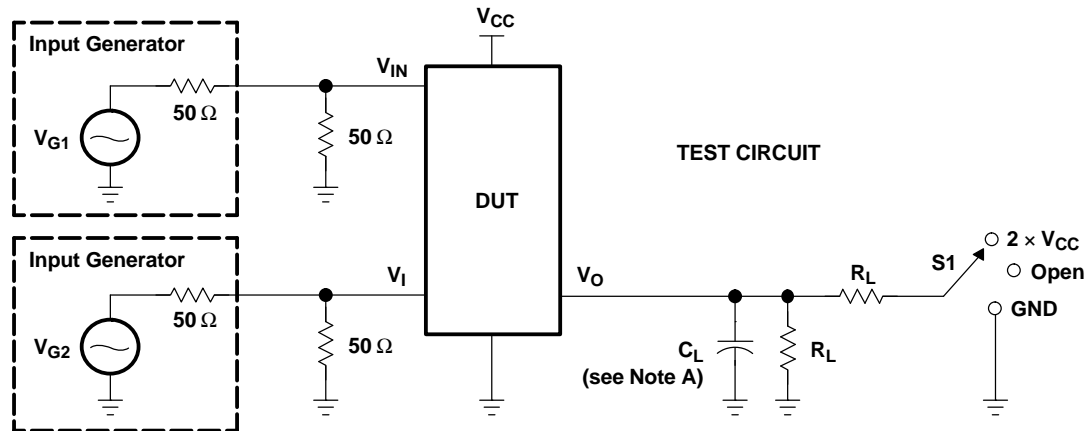 V_CC
Input Generator
V_IN
50 Ω
V_G1
50 Ω
TEST CIRCUIT
DUT
Input Generator
V_I
V_O
50 Ω
V_G2
50 Ω
R_L
S1
2 × V_CC
Open
GND
C_L
(see Note A)
R_L